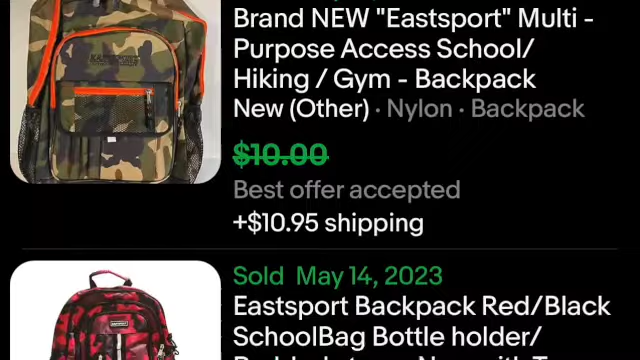 Brand NEW "Eastsport" Multi -
Purpose Access School/
Hiking / Gym - Backpack
New (Other) · Nylon · Backpack
$10.00
Best offer accepted
+$10.95 shipping
Sold May 14, 2023
Eastsport Backpack Red/Black
SchoolBag Bottle holder/